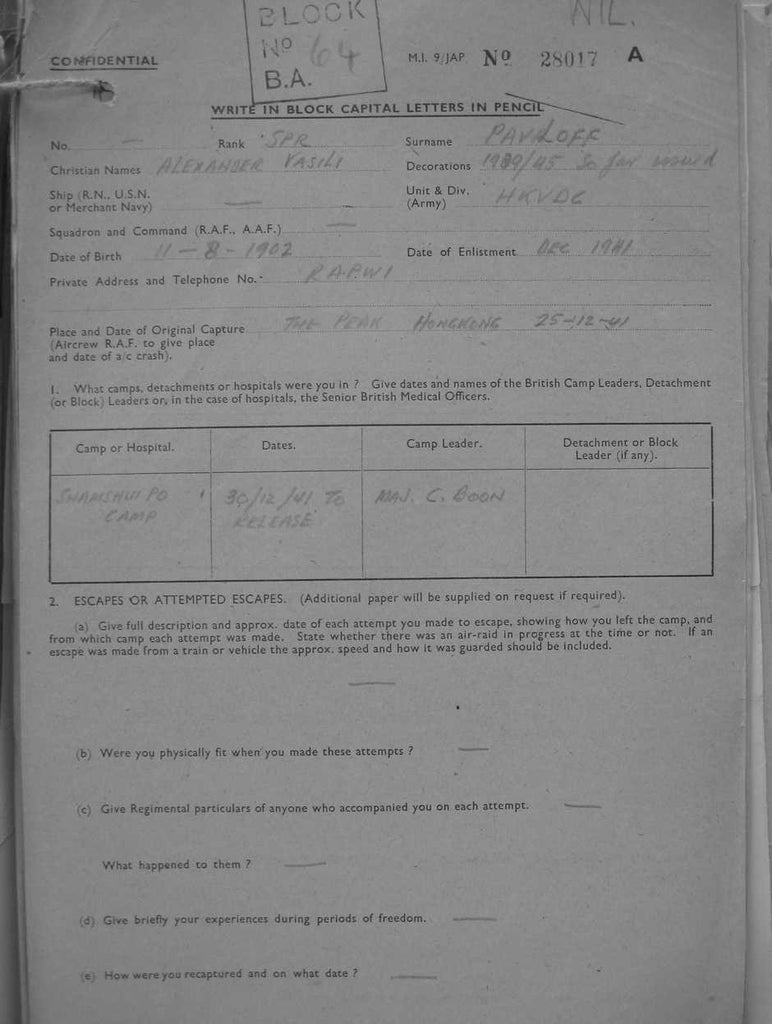 BLOCK
Nº 64
B.A.
NIL.
CONFIDENTIAL
M.I. 9/JAP Nº 28017 A
WRITE IN BLOCK CAPITAL LETTERS IN PENCIL
No. — Rank SPR Surname PAVLOFF
Christian Names ALEXANDER VASILI Decorations 1939/45 So far issued
Ship (R.N., U.S.N. or Merchant Navy) — Unit & Div. (Army) HKVDC
Squadron and Command (R.A.F., A.A.F.) —
Date of Birth 11-8-1902 Date of Enlistment DEC 1941
Private Address and Telephone No. RAPWI
Place and Date of Original Capture THE PEAK HONGKONG 25-12-41
(Aircrew R.A.F. to give place
and date of a/c crash).
1. What camps, detachments or hospitals were you in ? Give dates and names of the British Camp Leaders, Detachment
(or Block) Leaders or, in the case of hospitals, the Senior British Medical Officers.
Camp or Hospital. Dates. Camp Leader. Detachment or Block
Leader (if any).
SHAMSHUI PO 30/12/41 TO MAJ. C. BOON
CAMP RELEASE
2. ESCAPES OR ATTEMPTED ESCAPES. (Additional paper will be supplied on request if required).
(a) Give full description and approx. date of each attempt you made to escape, showing how you left the camp, and
from which camp each attempt was made. State whether there was an air-raid in progress at the time or not. If an
escape was made from a train or vehicle the approx. speed and how it was guarded should be included.
—
(b) Were you physically fit when you made these attempts ? —
(c) Give Regimental particulars of anyone who accompanied you on each attempt. —
What happened to them ? —
(d) Give briefly your experiences during periods of freedom. —
(e) How were you recaptured and on what date ? —